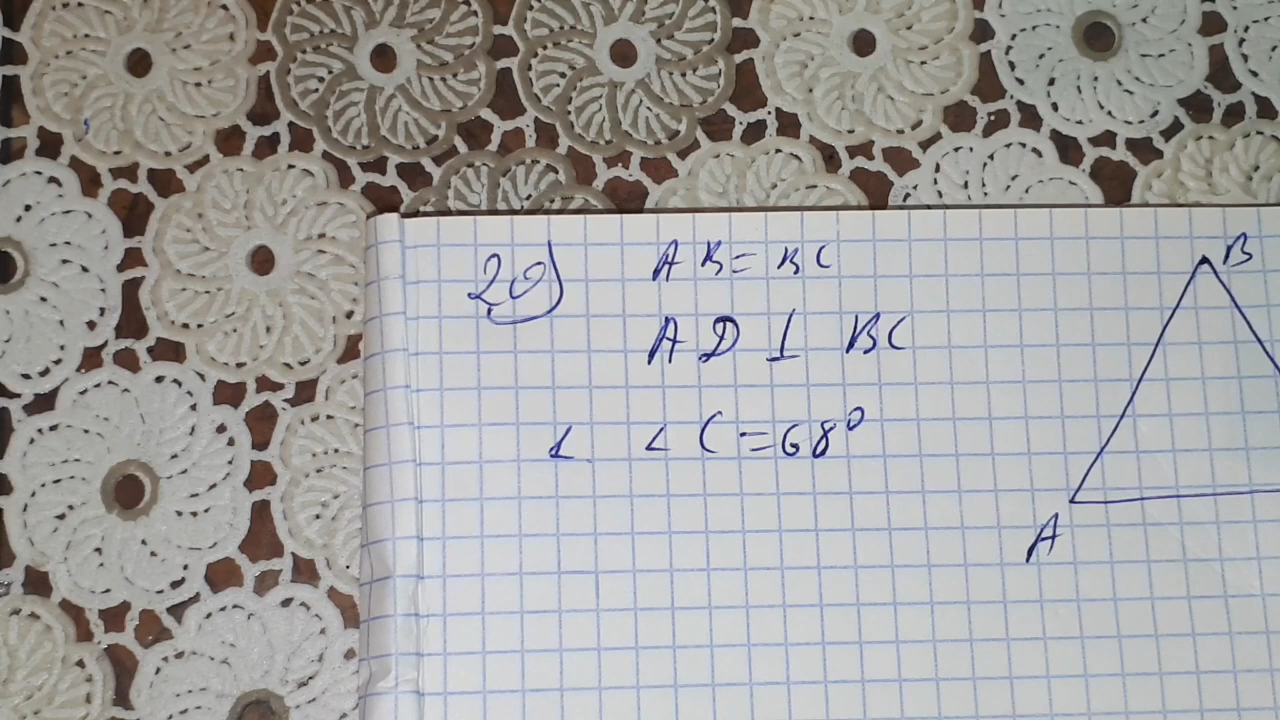 20)
AB = BC
AD ⊥ BC
∠ ∠ C = 68°
B
A